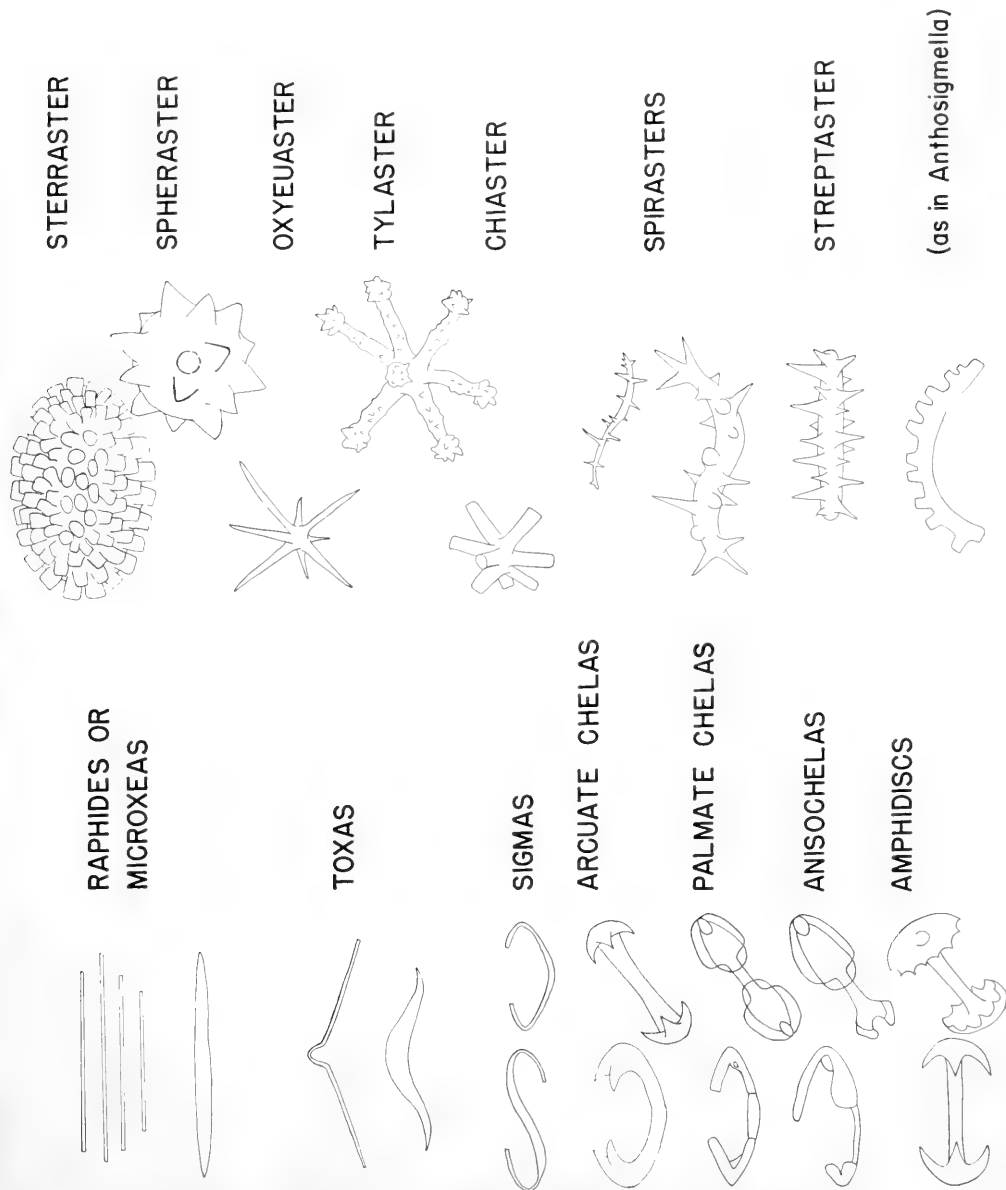 RAPHIDES OR
MICROXEAS
TOXAS
SIGMAS
ARCUATE CHELAS
PALMATE CHELAS
ANISOCHELAS
AMPHIDISCS
STERRASTER
SPHERASTER
OXYEUASTER
TYLASTER
CHIASTER
SPIRASTERS
STREPTASTER
(as in Anthosigmella)